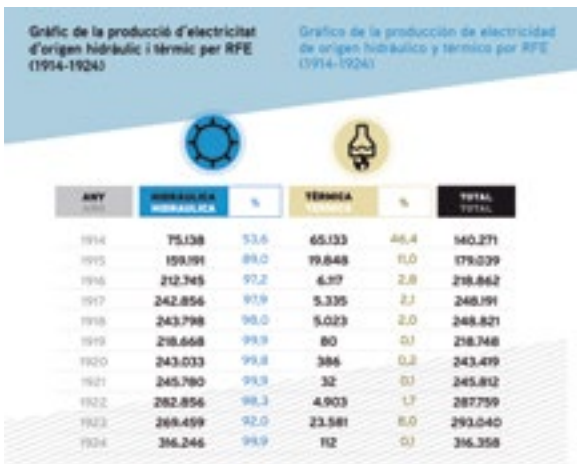 Gràfic de la producció d'electricitat
d'origen hidràulic i tèrmic per RFE
(1914-1924)
Gráfico de la producción de electricidad
de origen hidráulico y térmico por RFE
(1914-1924)
ANY HIDRÀULICA % TÈRMICA % TOTAL
AÑO HIDRÁULICA TÉRMICA TOTAL
1914 75.138 53,6 65.133 46,4 140.271
1915 159.191 89,0 19.848 11,0 179.039
1916 212.745 97,2 6.117 2,8 218.862
1917 242.856 97,9 5.335 2,1 248.191
1918 243.798 98,0 5.023 2,0 248.821
1919 218.668 99,9 80 0,1 218.748
1920 243.033 99,8 386 0,2 243.419
1921 245.780 99,9 32 0,1 245.812
1922 282.856 98,3 4.903 1,7 287.759
1923 269.459 92,0 23.581 8,0 293.040
1924 316.246 99,9 112 0,1 316.358